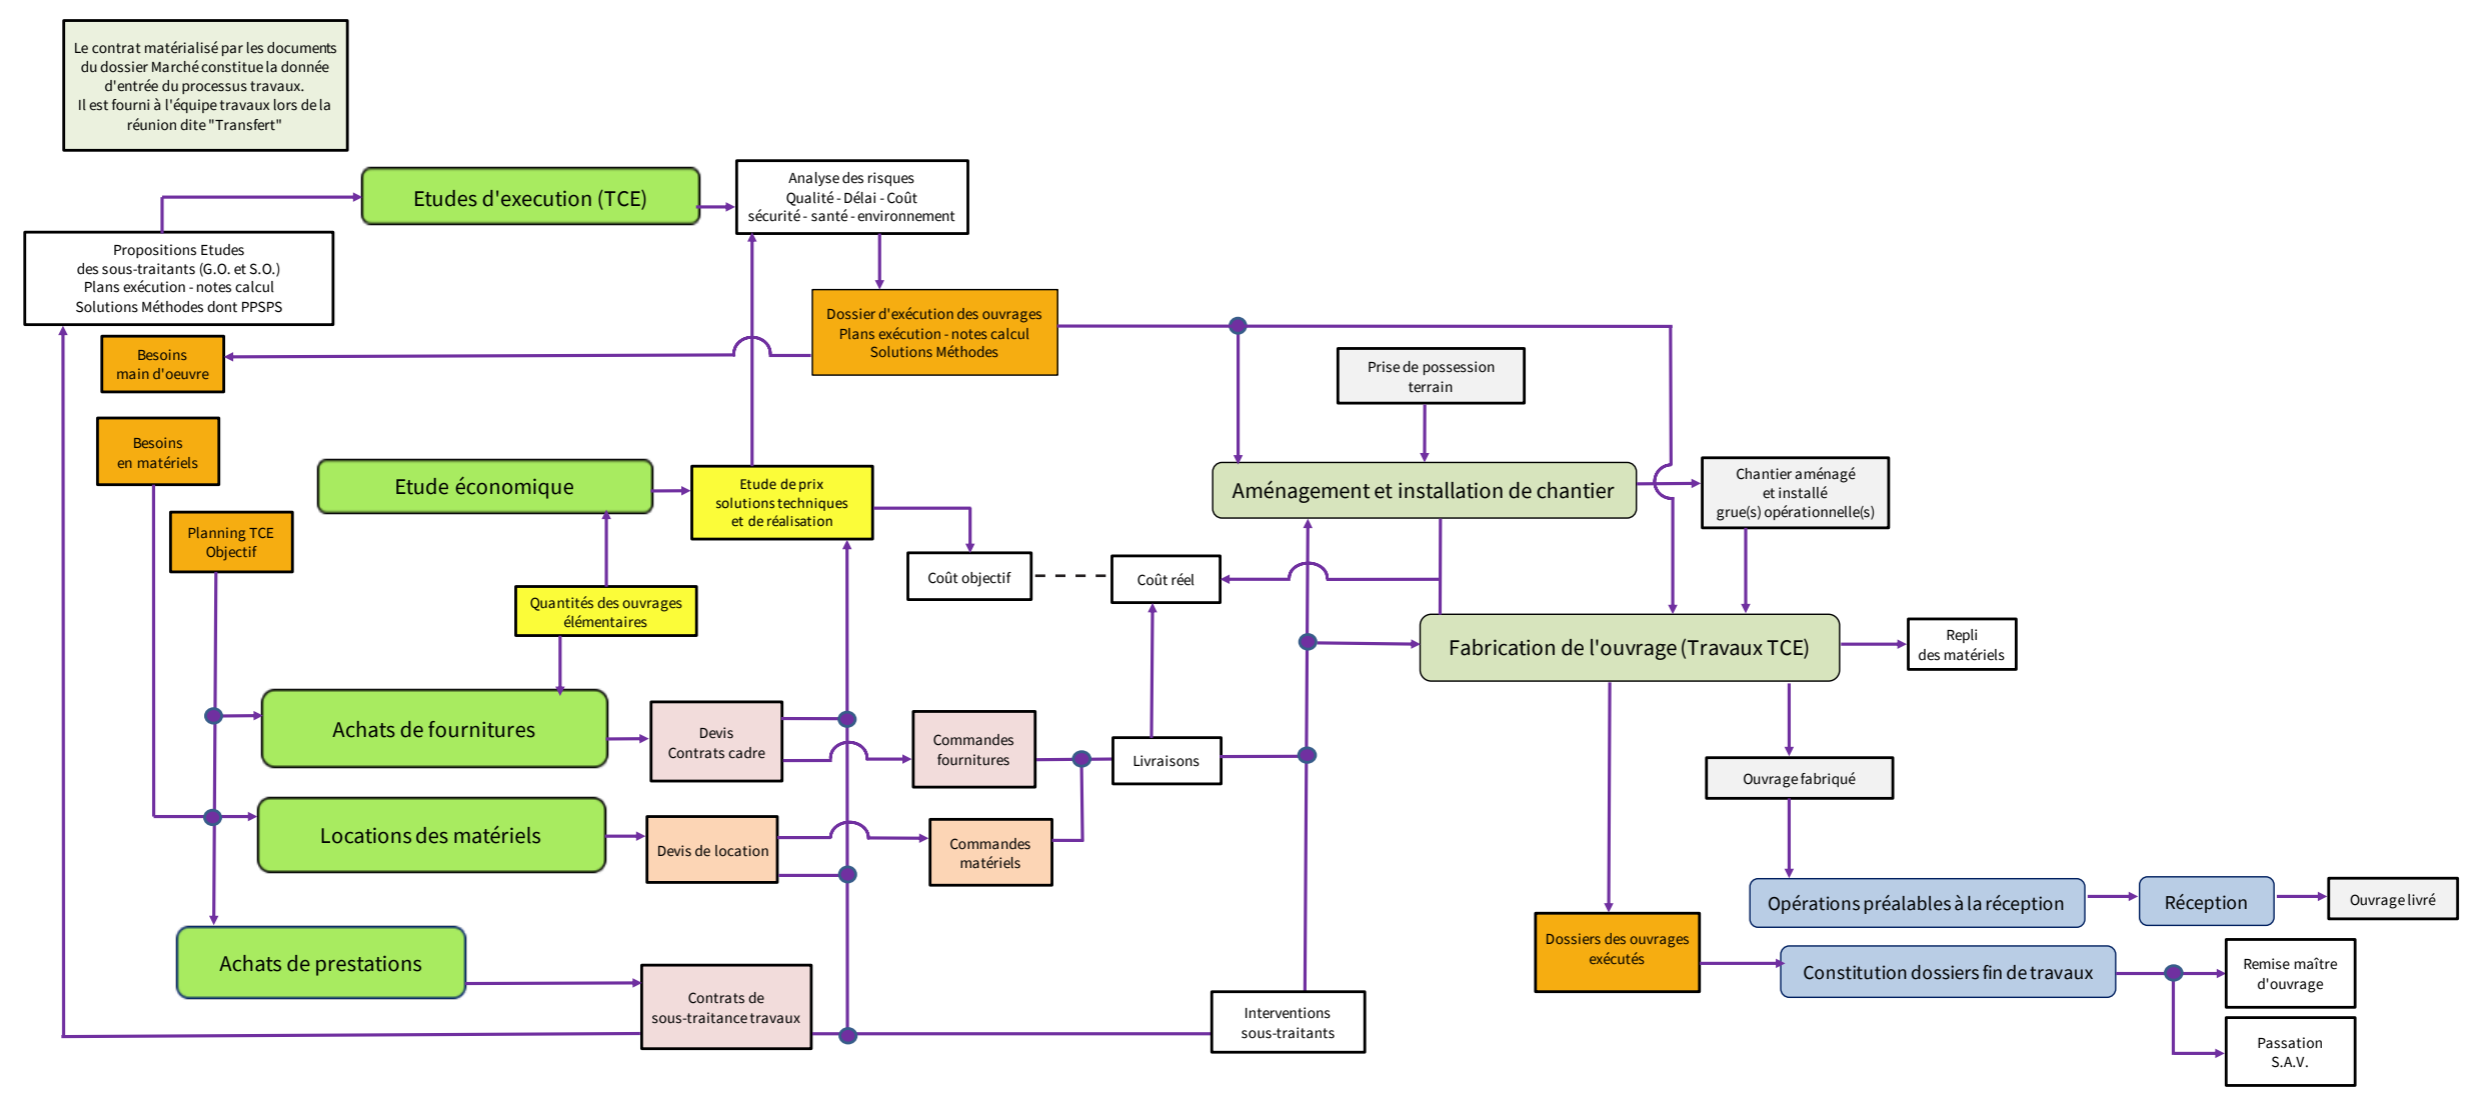 Le contrat matérialisé par les documents
du dossier Marché constitue la donnée
d'entrée du processus travaux.
Il est fourni à l'équipe travaux lors de la
réunion dite "Transfert"
Etudes d'execution (TCE)
Analyse des risques
Qualité - Délai - Coût
sécurité - santé - environnement
Propositions Etudes
des sous-traitants (G.O. et S.O.)
Plans exécution - notes calcul
Solutions Méthodes dont PPSPS
Dossier d'exécution des ouvrages
Plans exécution - notes calcul
Solutions Méthodes
Besoins
main d'oeuvre
Prise de possession
terrain
Besoins
en matériels
Etude économique
Etude de prix
solutions techniques
et de réalisation
Aménagement et installation de chantier
Chantier aménagé
et installé
grue(s) opérationnelle(s)
Planning TCE
Objectif
Coût objectif
Coût réel
Quantités des ouvrages
élémentaires
Fabrication de l'ouvrage (Travaux TCE)
Repli
des matériels
Achats de fournitures
Devis
Contrats cadre
Commandes
fournitures
Livraisons
Ouvrage fabriqué
Locations des matériels
Devis de location
Commandes
matériels
Opérations préalables à la réception
Réception
Ouvrage livré
Achats de prestations
Contrats de
sous-traitance travaux
Interventions
sous-traitants
Dossiers des ouvrages
exécutés
Constitution dossiers fin de travaux
Remise maître
d'ouvrage
Passation
S.A.V.